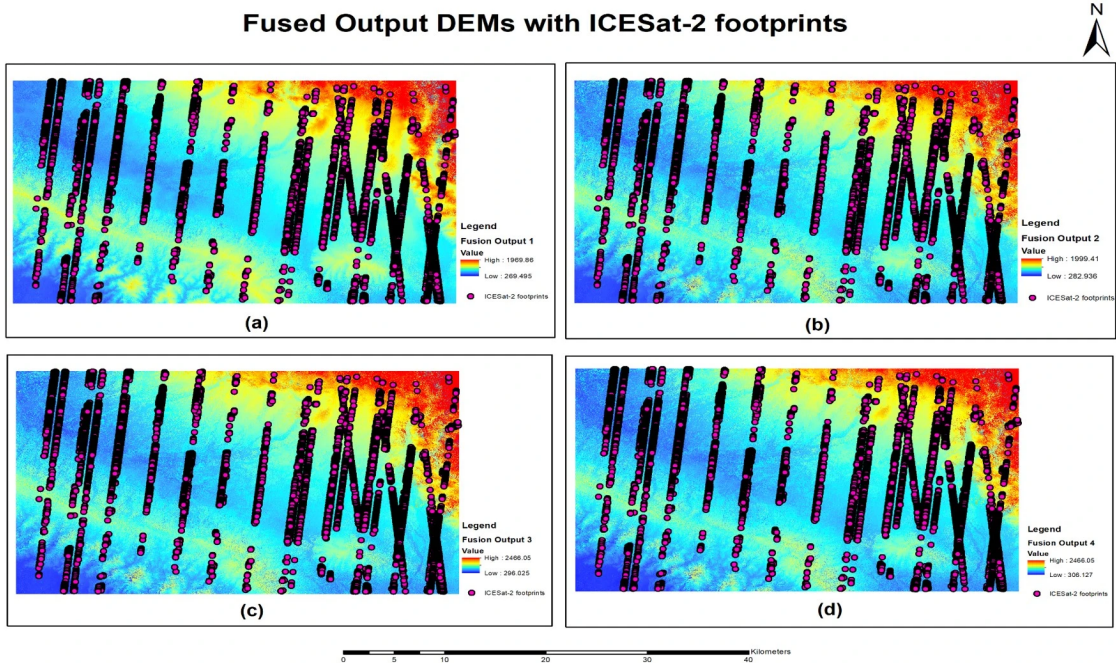 Fused Output DEMs with ICESat-2 footprints
N
Legend
Fusion Output 1
Value
High : 1969.86
Low : 269.495
ICESat-2 footprints
(a)
Legend
Fusion Output 2
Value
High : 1999.41
Low : 282.936
ICESat-2 footprints
(b)
Legend
Fusion Output 3
Value
High : 2466.05
Low : 296.025
ICESat-2 footprints
(c)
Legend
Fusion Output 4
Value
High : 2466.05
Low : 306.127
ICESat-2 footprints
(d)
Kilometers
0 5 10 20 30 40